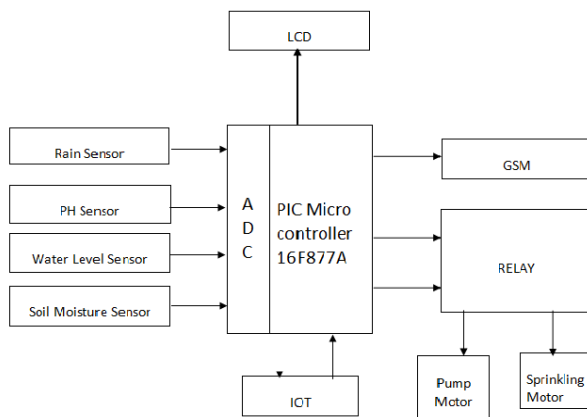 LCD
Rain Sensor
PH Sensor
Water Level Sensor
Soil Moisture Sensor
A
D
C
PIC Micro
controller
16F877A
GSM
RELAY
IOT
Pump
Motor
Sprinkling
Motor